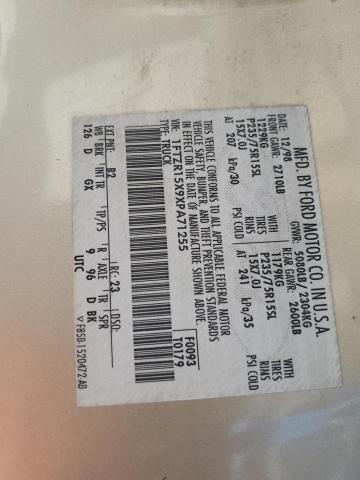 MFD. BY FORD MOTOR CO. IN U.S.A.
DATE: 12/98 GVWR: 5080LB/ 2304KG
FRONT GAWR: 2710LB REAR GAWR: 2600LB
1229KG WITH 1179KG WITH
P235/75R15SL TIRES P235/75R15SL TIRES
15X7.0J RIMS 15X7.0J RIMS
AT 207 kPa/30 PSI COLD AT 241 kPa/35 PSI COLD
THIS VEHICLE CONFORMS TO ALL APPLICABLE FEDERAL MOTOR
VEHICLE SAFETY, BUMPER, AND THEFT PREVENTION STANDARDS
IN EFFECT ON THE DATE OF MANUFACTURE SHOWN ABOVE.
VIN: 1FTZR15X9XPA71255 F0093
TYPE: TRUCK T0179
EXT PNT: B2 RC: 23 DSO:
WB BRK INT TR TP/PS R AXLE TR SPR
126 D GX 9 96 D BK
UTC
▽ F85B-1520472-AB